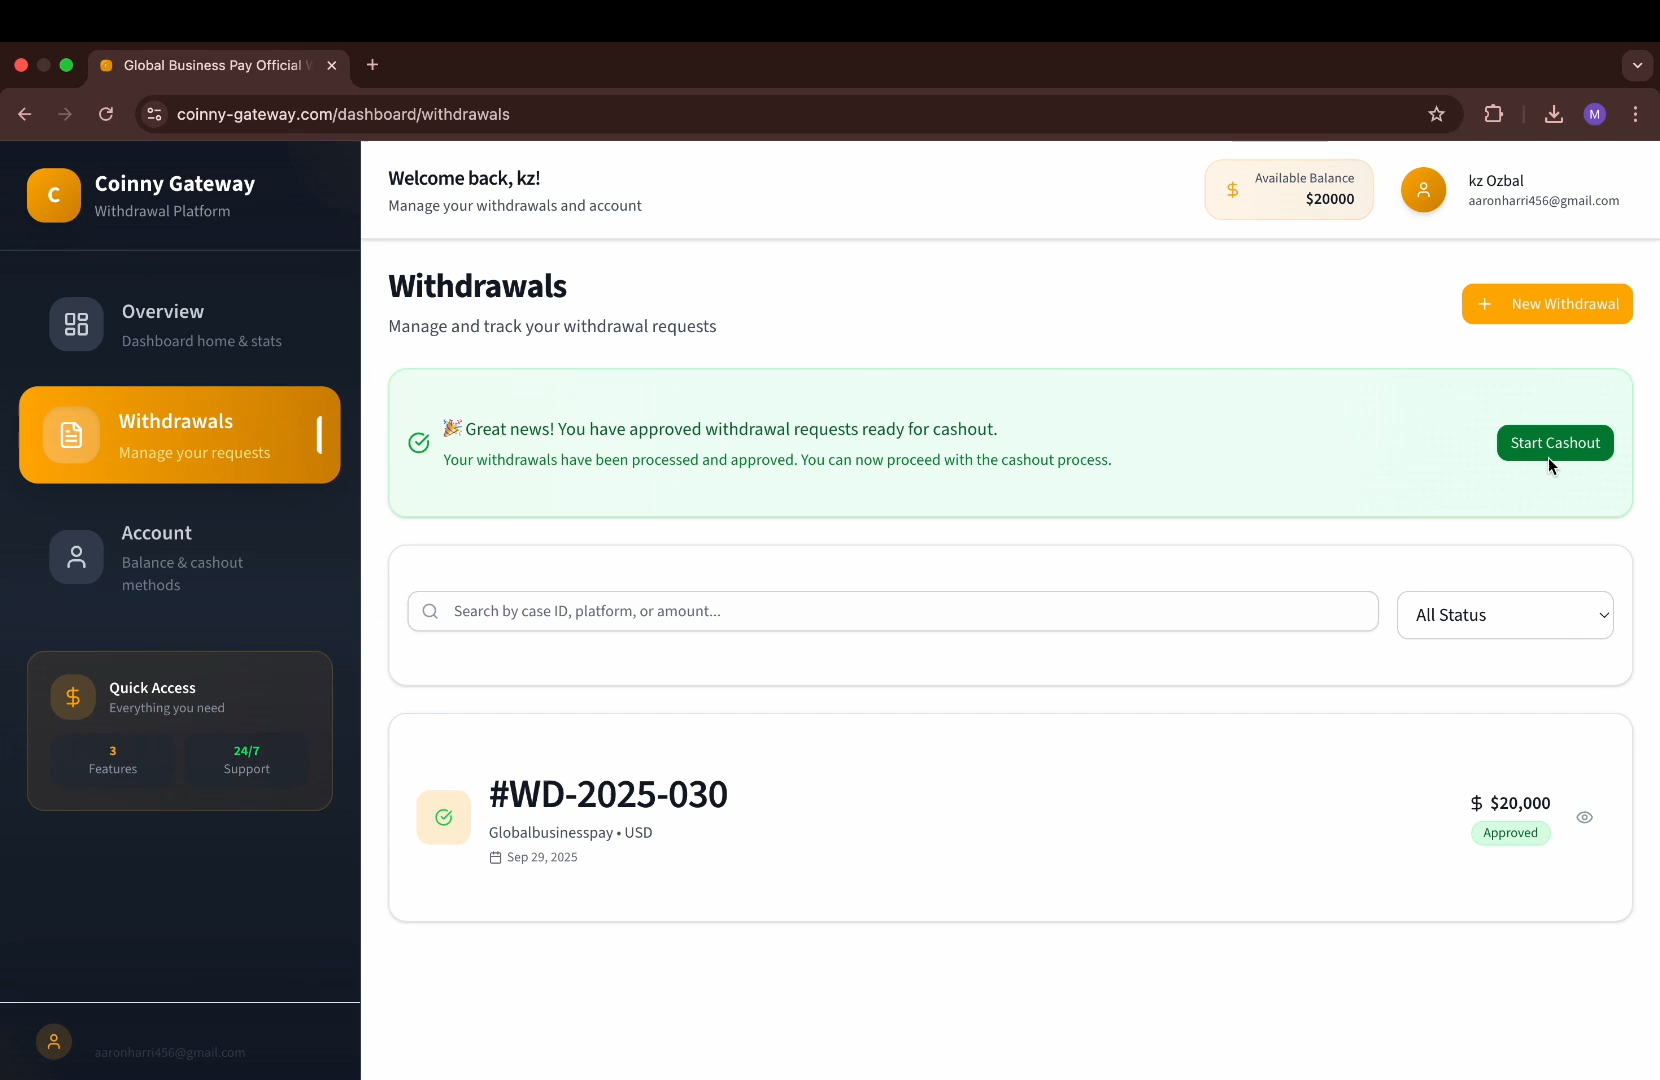 Global Business Pay Official
coinny-gateway.com/dashboard/withdrawals
M
C
Coinny Gateway
Withdrawal Platform
Welcome back, kz!
Manage your withdrawals and account
Available Balance
$20000
kz Ozbal
aaronharri456@gmail.com
Overview
Dashboard home & stats
Withdrawals
Manage your requests
Account
Balance & cashout
methods
Quick Access
Everything you need
3
Features
24/7
Support
aaronharri456@gmail.com
Withdrawals
Manage and track your withdrawal requests
+ New Withdrawal
🎉 Great news! You have approved withdrawal requests ready for cashout.
Your withdrawals have been processed and approved. You can now proceed with the cashout process.
Start Cashout
Search by case ID, platform, or amount...
All Status
#WD-2025-030
Globalbusinesspay • USD
Sep 29, 2025
$ $20,000
Approved